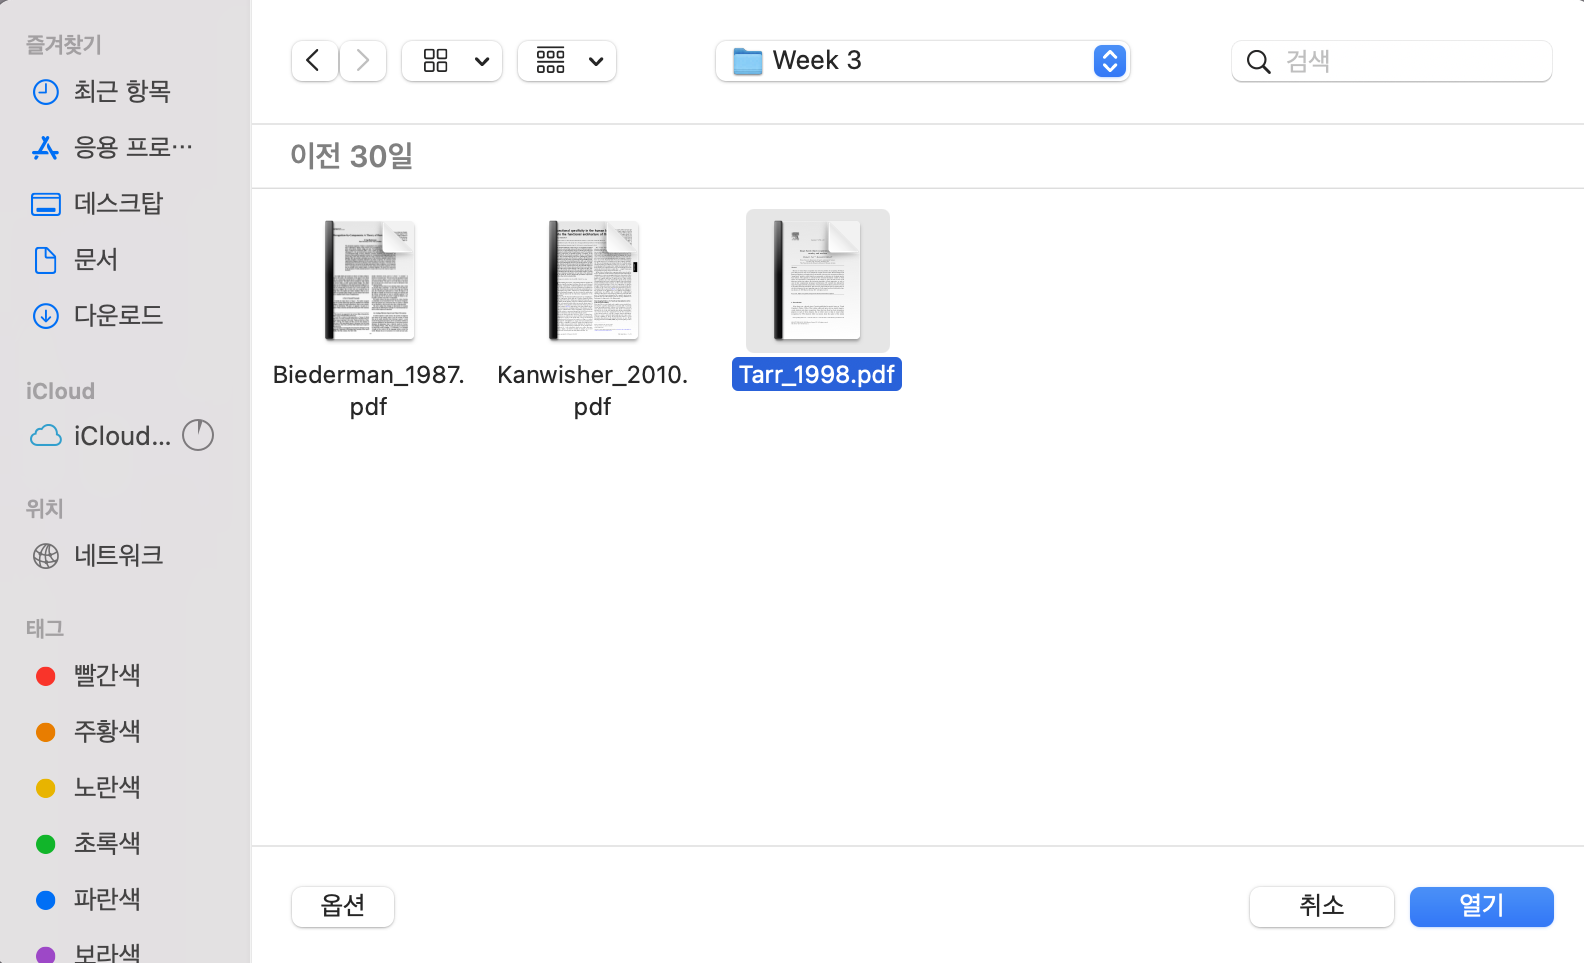 즐겨찾기
최근 항목
응용 프로…
데스크탑
문서
다운로드
iCloud
iCloud...
위치
네트워크
태그
빨간색
주황색
노란색
초록색
파란색
보라색
Week 3
검색
이전 30일
Biederman_1987.
pdf
Kanwisher_2010.
pdf
Tarr_1998.pdf
옵션
취소
열기